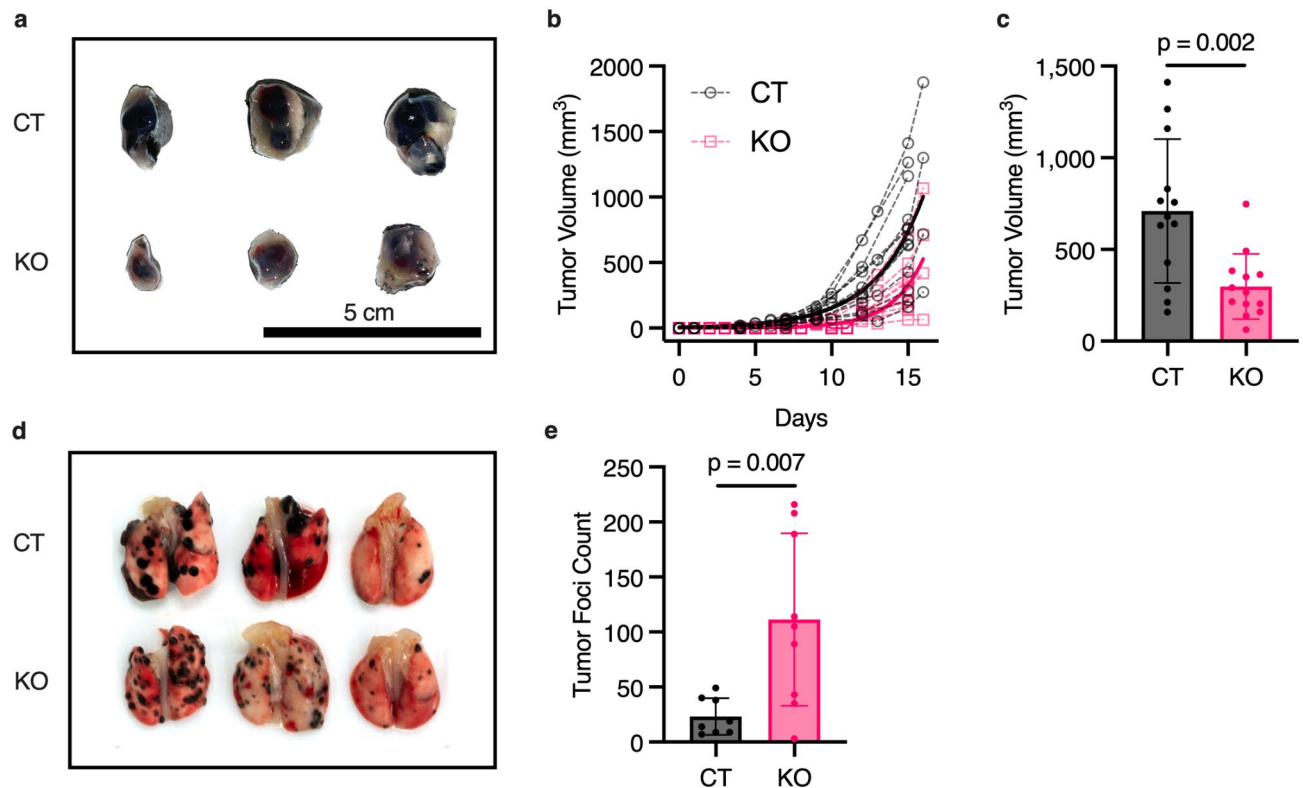 a
CT
KO
5 cm
b
Tumor Volume (mm³)
2000
1500
1000
500
0
CT
KO
0
5
10
15
Days
c
Tumor Volume (mm³)
p = 0.002
1,500
1,000
500
0
CT
KO
d
CT
KO
e
Tumor Foci Count
p = 0.007
250
200
150
100
50
0
CT
KO